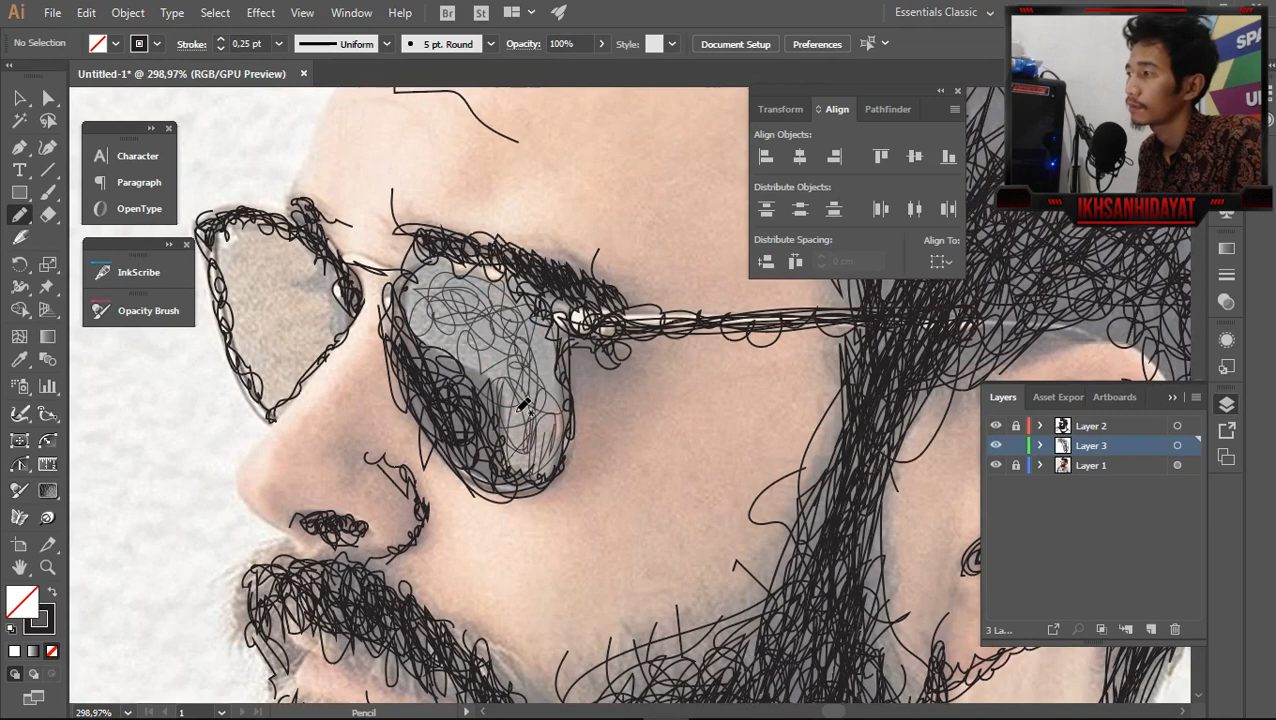 Ai File Edit Object Type Select Effect View Window Help Br St Essentials Classic
No Selection Stroke: 0,25 pt Uniform 5 pt. Round Opacity: 100% Style: Document Setup Preferences
Untitled-1* @ 298,97% (RGB/GPU Preview) ×
Transform Align Pathfinder
Align Objects:
Distribute Objects:
Distribute Spacing: Align To:
0 cm
Character
Paragraph
OpenType
InkScribe
Opacity Brush
IKHSANHIDAYAT
Layers Asset Expor Artboards
Layer 2
Layer 3
Layer 1
3 La...
298,97% 1 Pencil